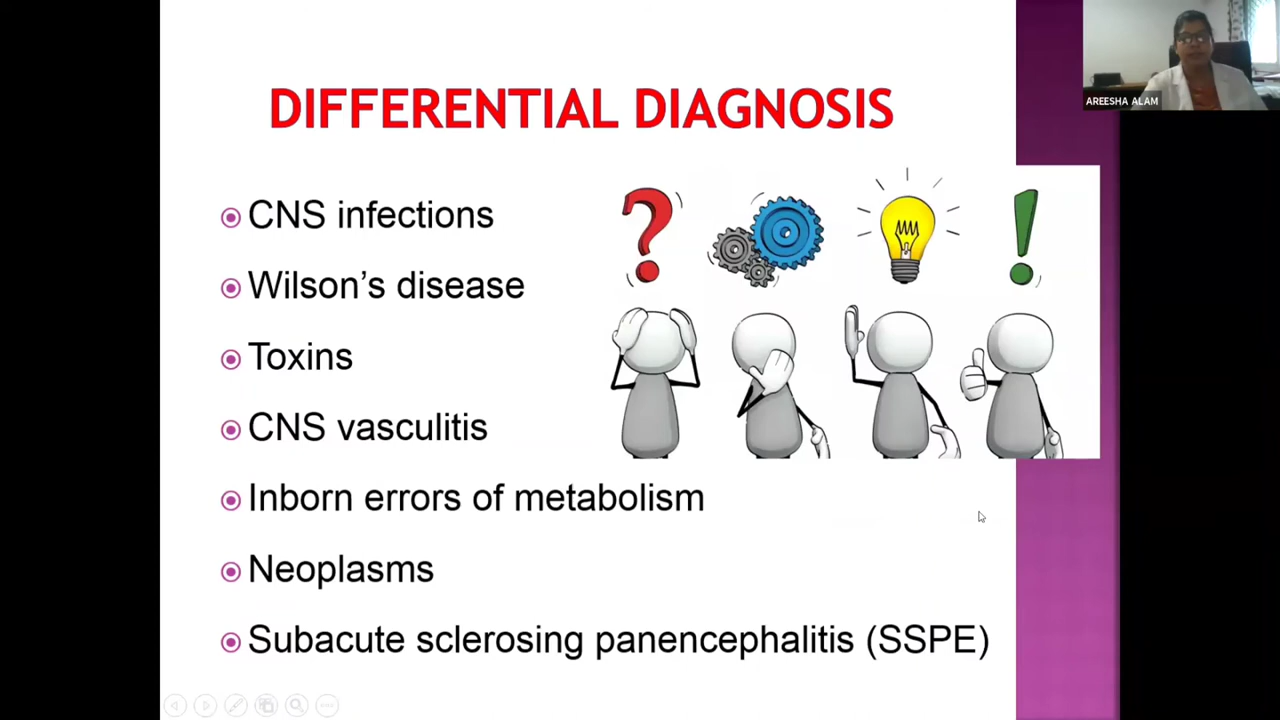 DIFFERENTIAL DIAGNOSIS
CNS infections
Wilson’s disease
Toxins
CNS vasculitis
Inborn errors of metabolism
Neoplasms
Subacute sclerosing panencephalitis (SSPE)
AREESHA ALAM